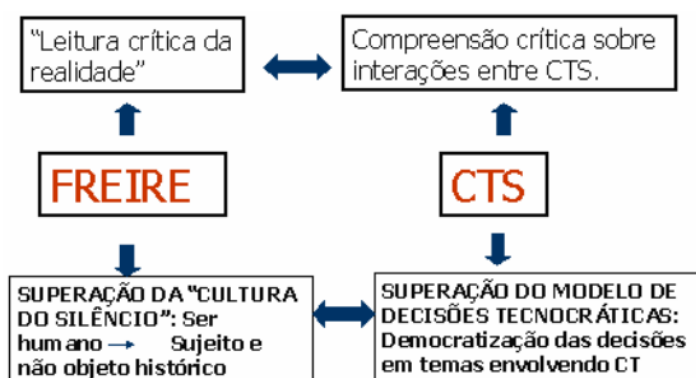 “Leitura crítica da
realidade”
Compreensão crítica sobre
interações entre CTS.
FREIRE
CTS
SUPERAÇÃO DA “CULTURA
DO SILÊNCIO”: Ser
humano → Sujeito e
não objeto histórico
SUPERAÇÃO DO MODELO DE
DECISÕES TECNOCRÁTICAS:
Democratização das decisões
em temas envolvendo CT